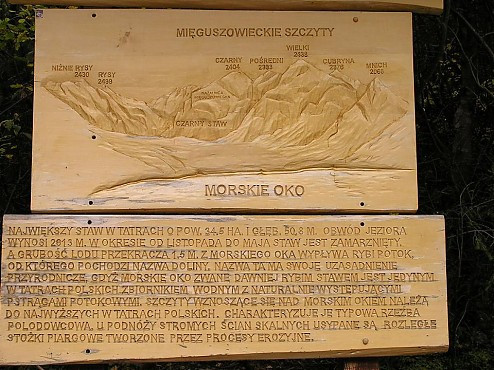 MIĘGUSZOWIECKIE SZCZYTY
NIŻNIE RYSY
2430
RYSY
2499
CZARNY
2404
POŚREDNI
2393
WIELKI
2438
CUBRYNA
2376
MNICH
2068
CZARNY STAW
MORSKIE OKO
NAJWIĘKSZY STAW W TATRACH O POW. 34,5 HA. I GŁĘB. 50,8 M. OBWÓD JEZIORA
WYNOSI 2613 M. W OKRESIE OD LISTOPADA DO MAJA STAW JEST ZAMARZNIĘTY,
A GRUBOŚĆ LODU PRZEKRACZA 1,5 M. Z MORSKIEGO OKA WYPŁYWA RYBI POTOK,
OD KTÓREGO POCHODZI NAZWA DOLINY. NAZWA TA MA SWOJE UZASADNIENIE
PRZYRODNICZE, GDYŻ MORSKIE OKO ZWANE DAWNIEJ RYBIM STAWEM JEST JEDYNYM
W TATRACH POLSKICH ZBIORNIKIEM WODNYM Z NATURALNIE WYSTĘPUJĄCYMI
PSTRĄGAMI POTOKOWYMI. SZCZYTY WZNOSZĄCE SIĘ NAD MORSKIM OKIEM NALEŻĄ
DO NAJWYŻSZYCH W TATRACH POLSKICH. CHARAKTERYZUJE JE TYPOWA RZEŹBA
POLODOWCOWA. U PODNÓŻY STROMYCH ŚCIAN SKALNYCH USYPANE SĄ ROZLEGŁE
STOŻKI PIARGOWE TWORZONE PRZEZ PROCESY EROZYJNE.